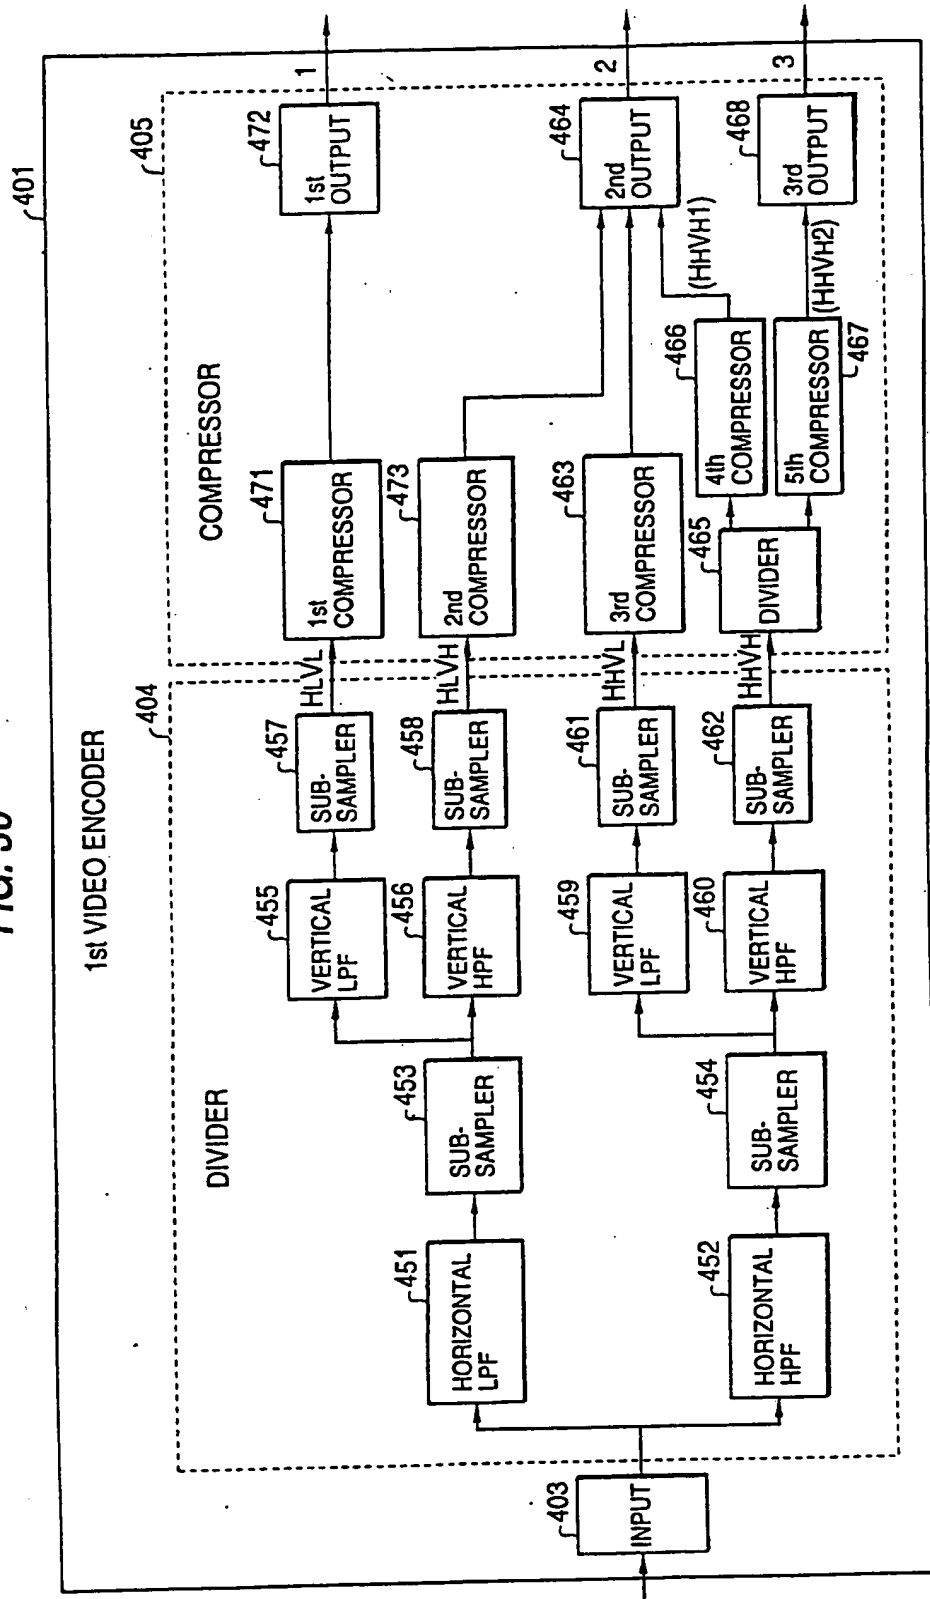 1st VIDEO ENCODER
401
403
INPUT
404
DIVIDER
451
HORIZONTAL
LPF
452
HORIZONTAL
HPF
453
SUB-
SAMPLER
454
SUB-
SAMPLER
455
VERTICAL
LPF
456
VERTICAL
HPF
459
VERTICAL
LPF
460
VERTICAL
HPF
457
SUB-
SAMPLER
458
SUB-
SAMPLER
461
SUB-
SAMPLER
462
SUB-
SAMPLER
HLVL
HLVH
HHVL
HHVH
405
COMPRESSOR
471
1st
COMPRESSOR
473
2nd
COMPRESSOR
463
3rd
COMPRESSOR
465
DIVIDER
466
4th
COMPRESSOR
5th
COMPRESSOR
467
(HHVH1)
(HHVH2)
472
1st
OUTPUT
464
2nd
OUTPUT
468
3rd
OUTPUT
1
2
3